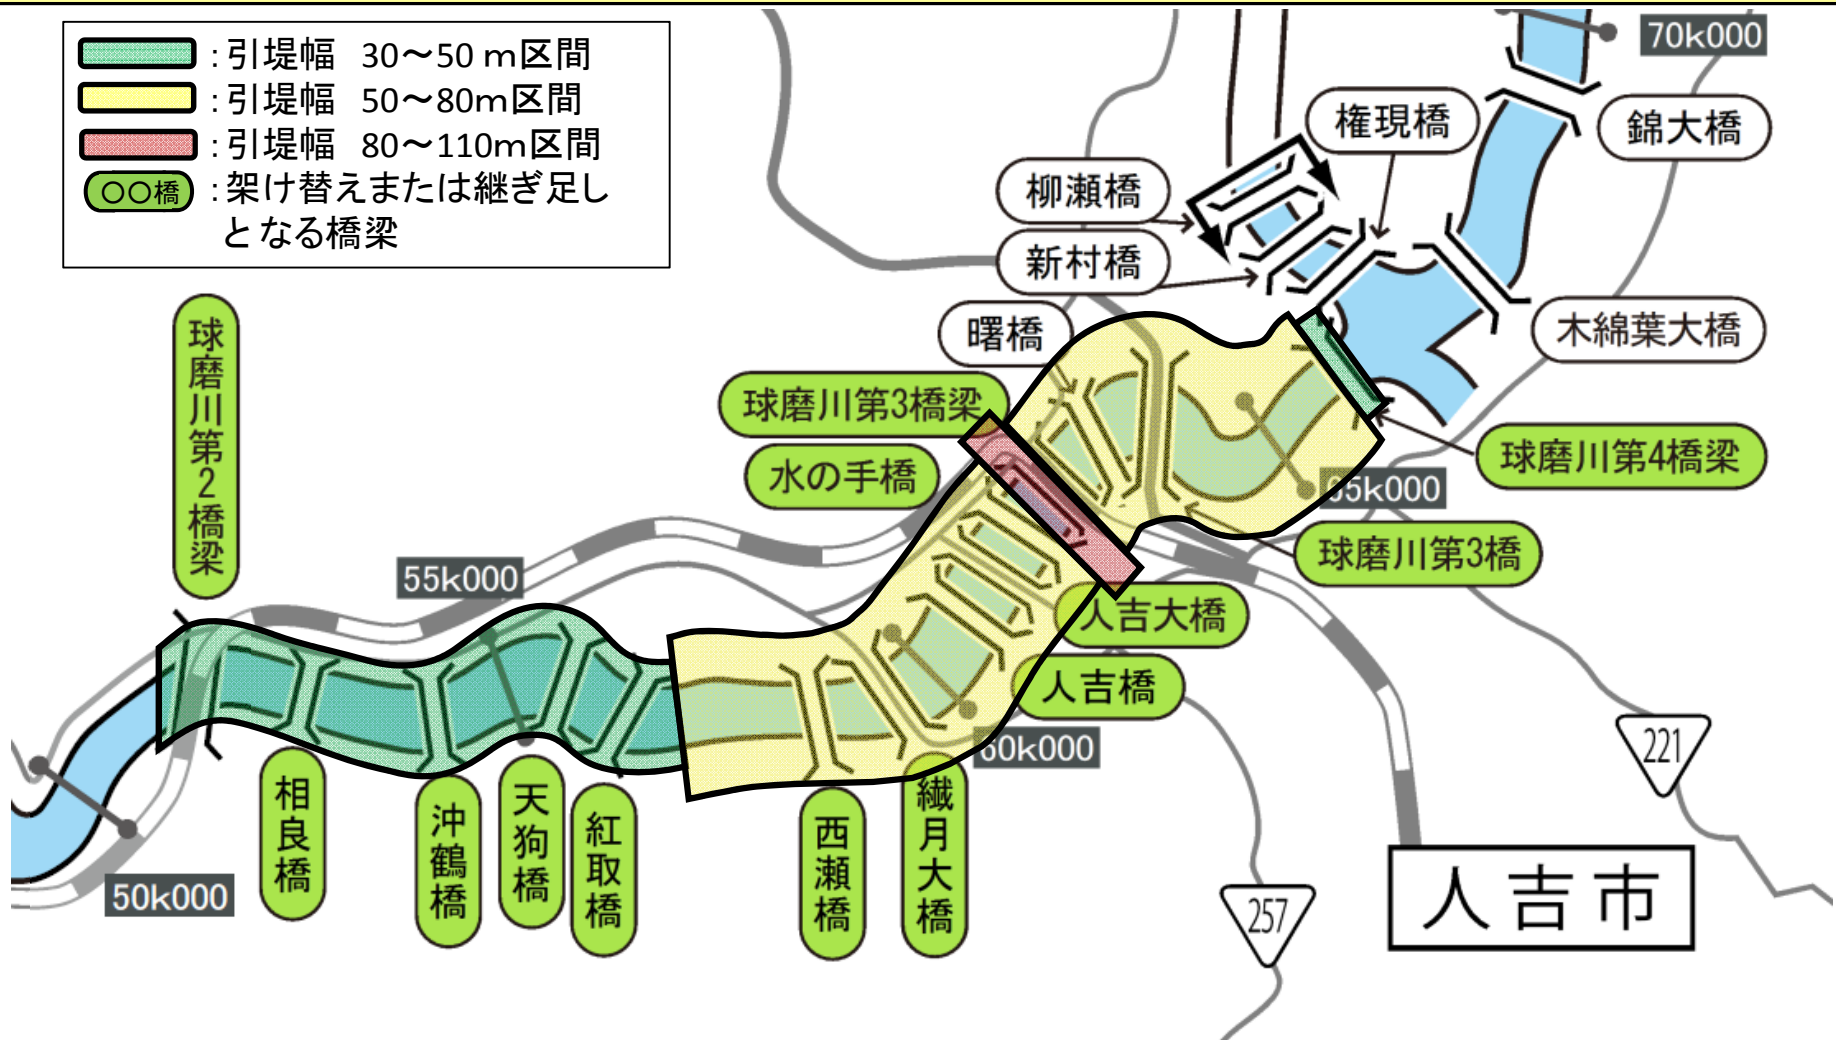 ：引堤幅　30～50 m区間
：引堤幅　50～80m区間
：引堤幅　80～110m区間
○○橋：架け替えまたは継ぎ足し
となる橋梁
70k000
錦大橋
権現橋
柳瀬橋
新村橋
曙橋
木綿葉大橋
球磨川第2橋梁
球磨川第3橋梁
水の手橋
球磨川第4橋梁
65k000
球磨川第3橋
55k000
人吉大橋
人吉橋
60k000
相良橋
沖鶴橋
天狗橋
紅取橋
西瀬橋
繊月大橋
50k000
221
257
人吉市